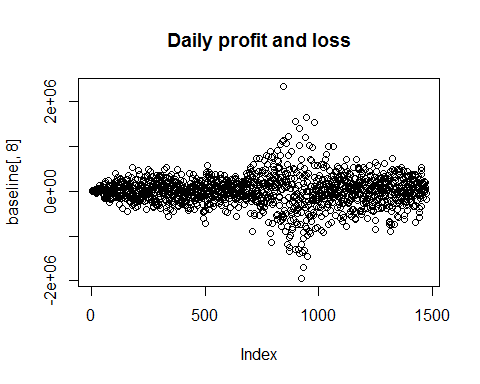 Daily profit and loss
baseline[, 8]
2e+06
0e+00
-2e+06
0
500
1000
1500
Index